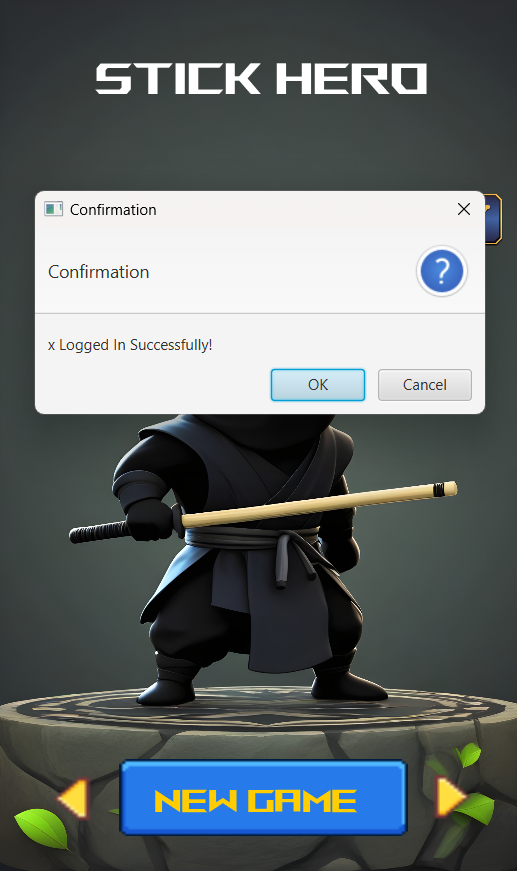 STICK HERO
Confirmation
Confirmation
?
x Logged In Successfully!
OK
Cancel
NEW GAME